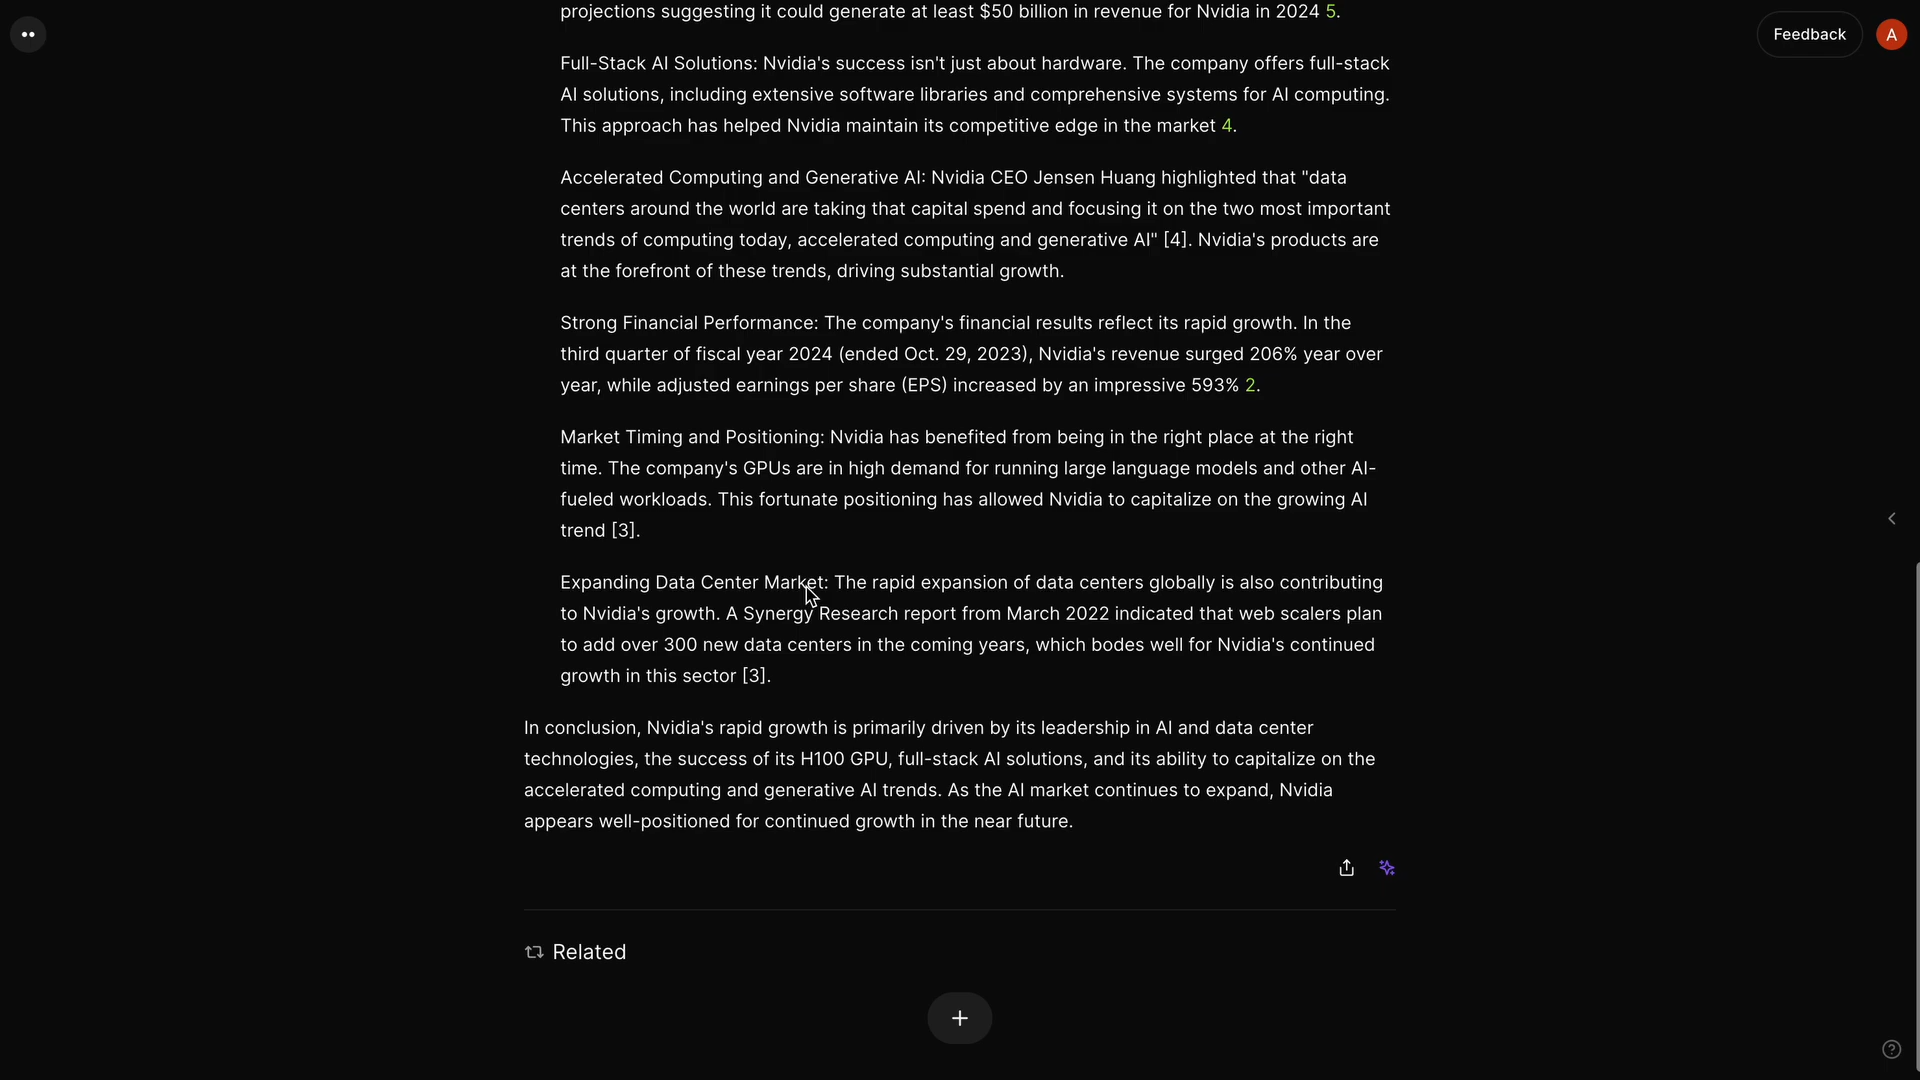 projections suggesting it could generate at least $50 billion in revenue for Nvidia in 2024 5.
Feedback
A
Full-Stack AI Solutions: Nvidia's success isn't just about hardware. The company offers full-stack
AI solutions, including extensive software libraries and comprehensive systems for AI computing.
This approach has helped Nvidia maintain its competitive edge in the market 4.
Accelerated Computing and Generative AI: Nvidia CEO Jensen Huang highlighted that "data
centers around the world are taking that capital spend and focusing it on the two most important
trends of computing today, accelerated computing and generative AI" [4]. Nvidia's products are
at the forefront of these trends, driving substantial growth.
Strong Financial Performance: The company's financial results reflect its rapid growth. In the
third quarter of fiscal year 2024 (ended Oct. 29, 2023), Nvidia's revenue surged 206% year over
year, while adjusted earnings per share (EPS) increased by an impressive 593% 2.
Market Timing and Positioning: Nvidia has benefited from being in the right place at the right
time. The company's GPUs are in high demand for running large language models and other AI-
fueled workloads. This fortunate positioning has allowed Nvidia to capitalize on the growing AI
trend [3].
Expanding Data Center Market: The rapid expansion of data centers globally is also contributing
to Nvidia's growth. A Synergy Research report from March 2022 indicated that web scalers plan
to add over 300 new data centers in the coming years, which bodes well for Nvidia's continued
growth in this sector [3].
In conclusion, Nvidia's rapid growth is primarily driven by its leadership in AI and data center
technologies, the success of its H100 GPU, full-stack AI solutions, and its ability to capitalize on the
accelerated computing and generative AI trends. As the AI market continues to expand, Nvidia
appears well-positioned for continued growth in the near future.
Related